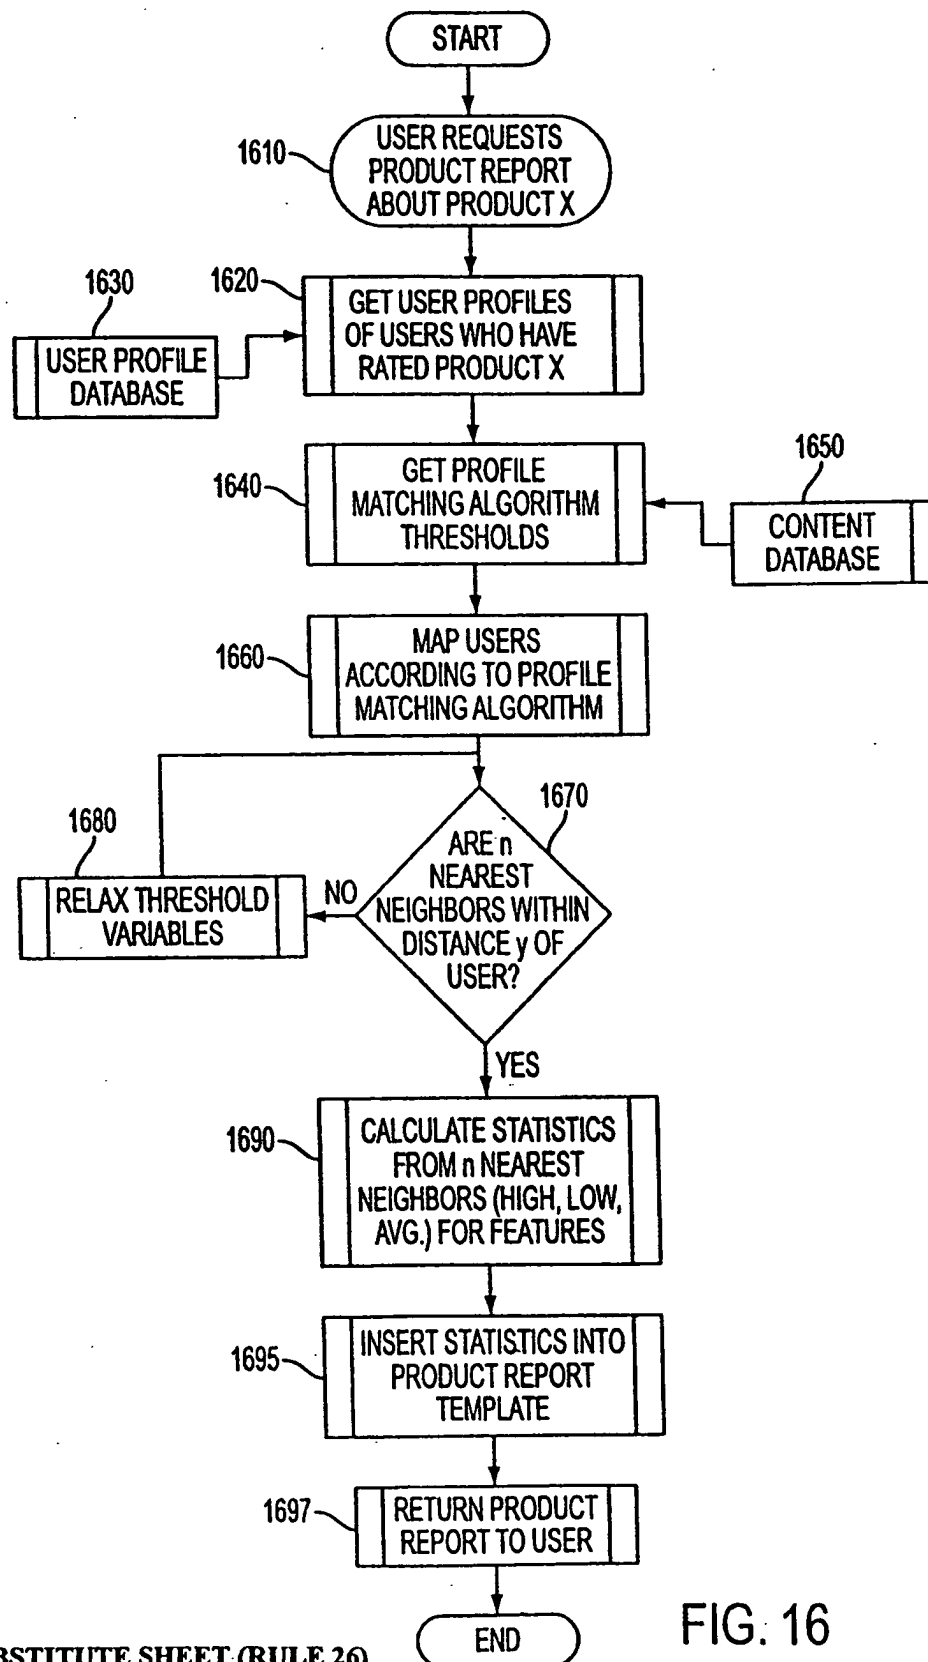 START
1610
USER REQUESTS
PRODUCT REPORT
ABOUT PRODUCT X
1630
1620
GET USER PROFILES
OF USERS WHO HAVE
RATED PRODUCT X
USER PROFILE
DATABASE
1640
GET PROFILE
MATCHING ALGORITHM
THRESHOLDS
1650
CONTENT
DATABASE
1660
MAP USERS
ACCORDING TO PROFILE
MATCHING ALGORITHM
1670
ARE n
NEAREST
NEIGHBORS WITHIN
DISTANCE y OF
USER?
1680
RELAX THRESHOLD
VARIABLES
NO
YES
1690
CALCULATE STATISTICS
FROM n NEAREST
NEIGHBORS (HIGH, LOW,
AVG.) FOR FEATURES
1695
INSERT STATISTICS INTO
PRODUCT REPORT
TEMPLATE
1697
RETURN PRODUCT
REPORT TO USER
END
FIG. 16
BSTITUTE SHEET (RULE 26)